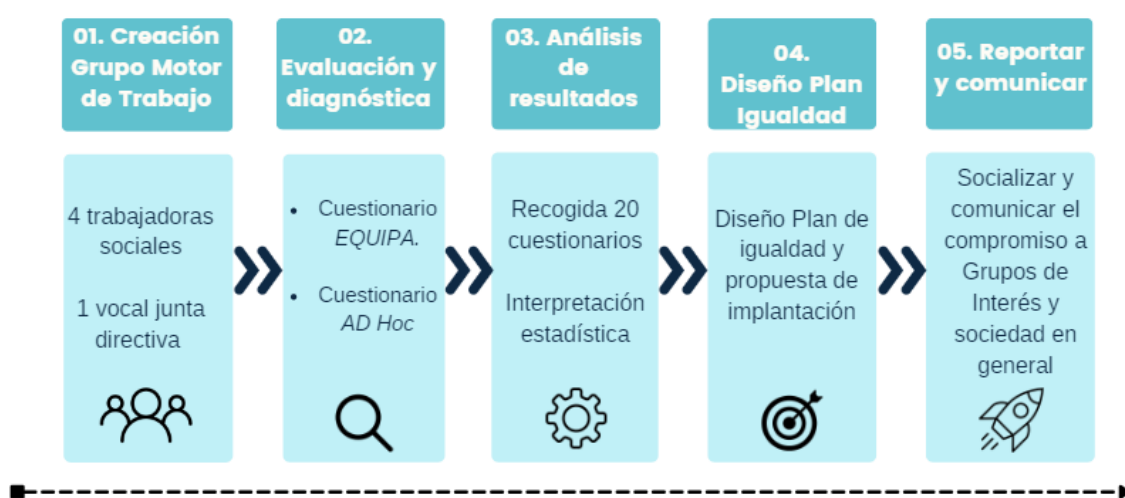 01. Creación
Grupo Motor
de Trabajo
02.
Evaluación y
diagnóstica
03. Análisis
de
resultados
04.
Diseño Plan
Igualdad
05. Reportar
y comunicar
4 trabajadoras
sociales
1 vocal junta
directiva
• Cuestionario
EQUIPA.
• Cuestionario
AD Hoc
Recogida 20
cuestionarios
Interpretación
estadística
Diseño Plan de
igualdad y
propuesta de
implantación
Socializar y
comunicar el
compromiso a
Grupos de
Interés y
sociedad en
general